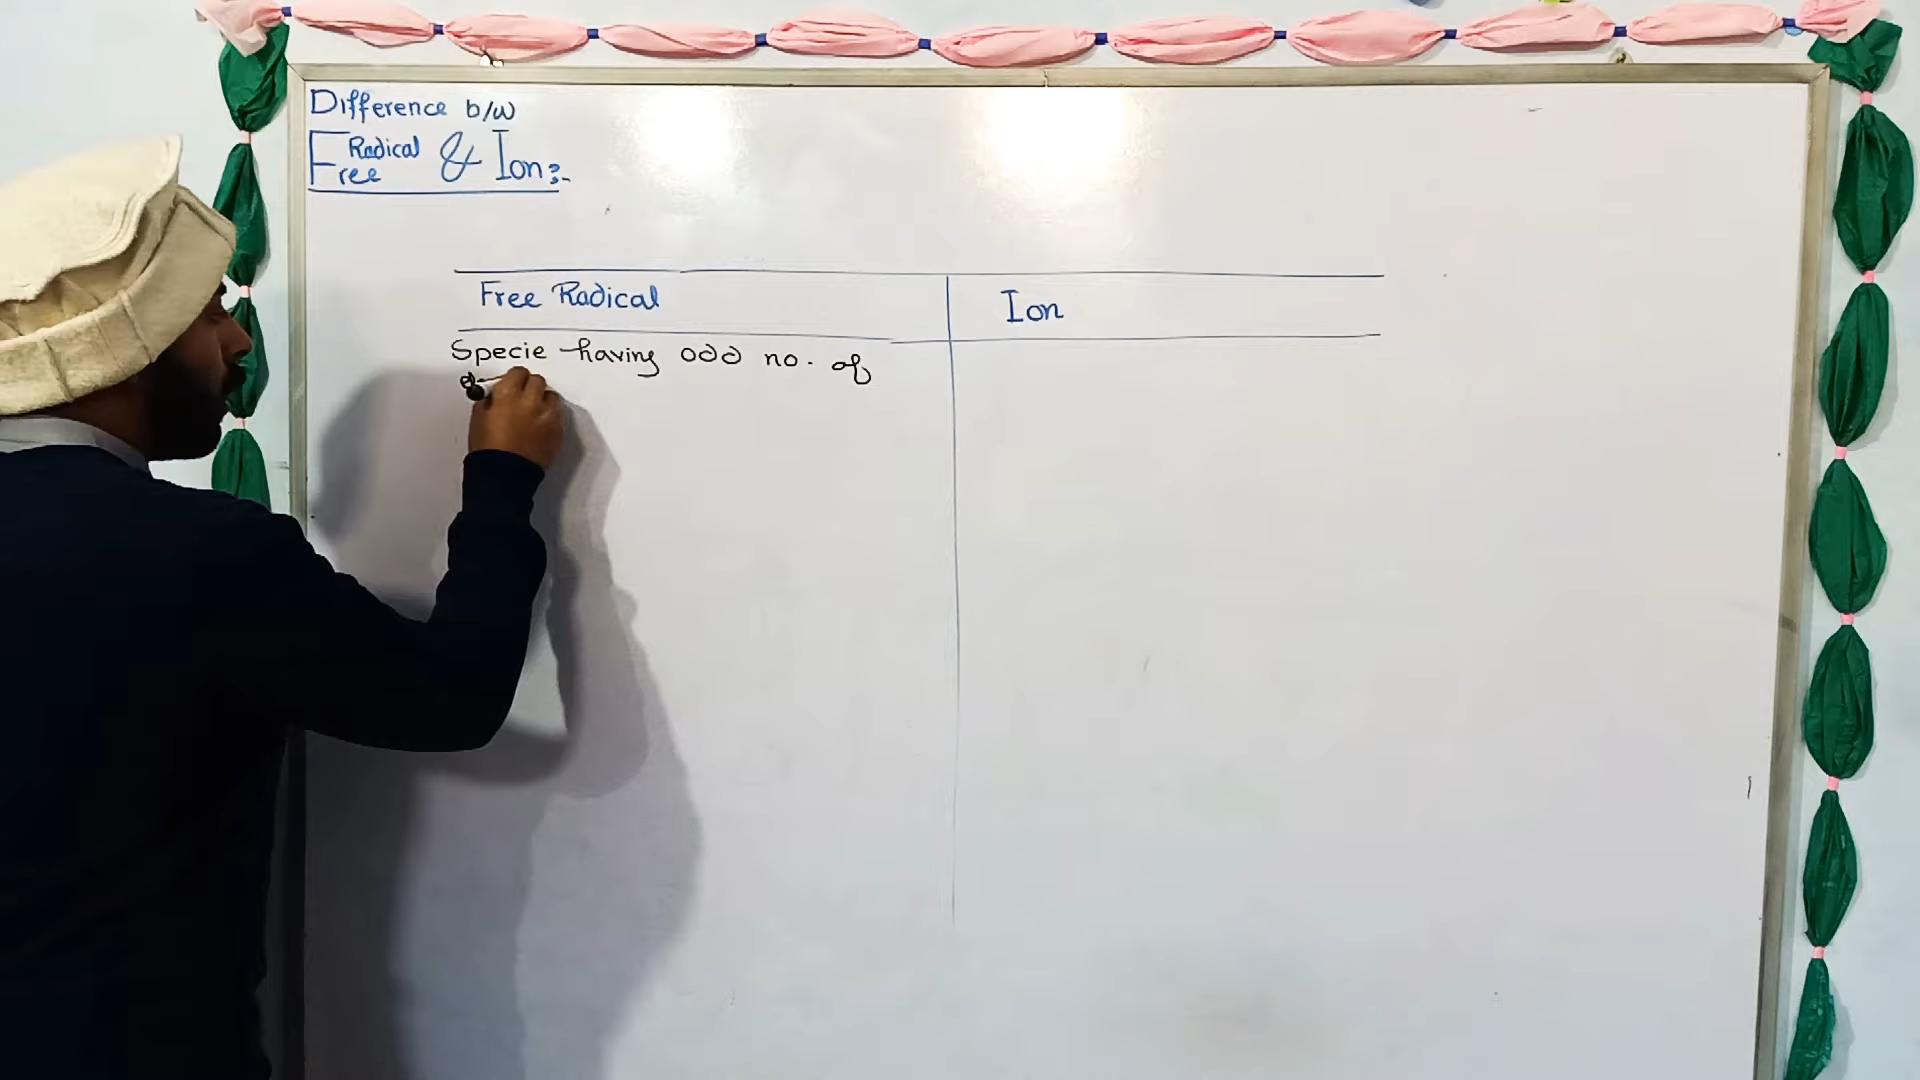 Difference b/w
Free Radical & Ion:-
Free Radical
Ion
Specie having odd no. of
e-